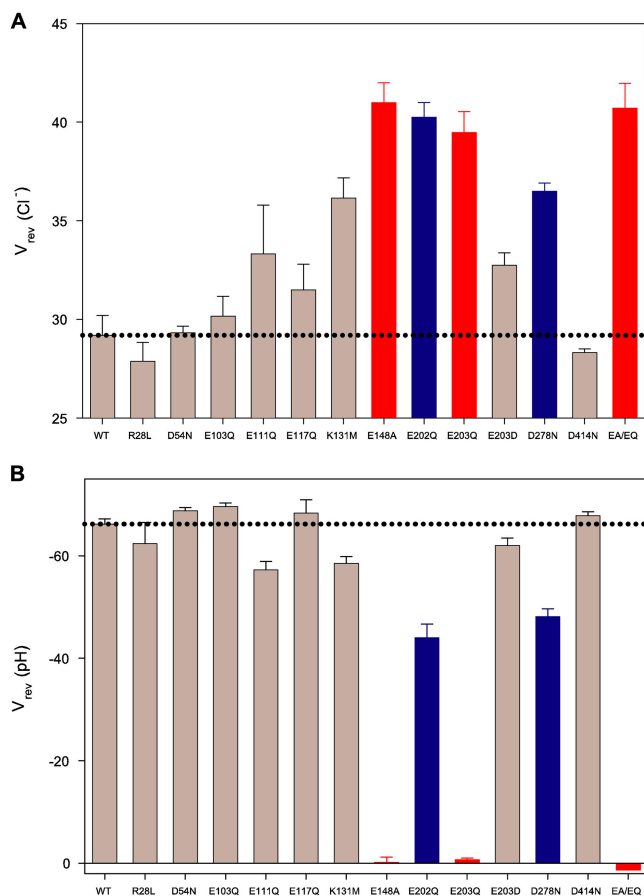 A
45
40
35
30
25
V_rev (Cl⁻)
WT R28L D54N E103Q E111Q E117Q K131M E148A E202Q E203Q E203D D278N D414N EA/EQ
B
-60
-40
-20
0
V_rev (pH)
WT R28L D54N E103Q E111Q E117Q K131M E148A E202Q E203Q E203D D278N D414N EA/EQ